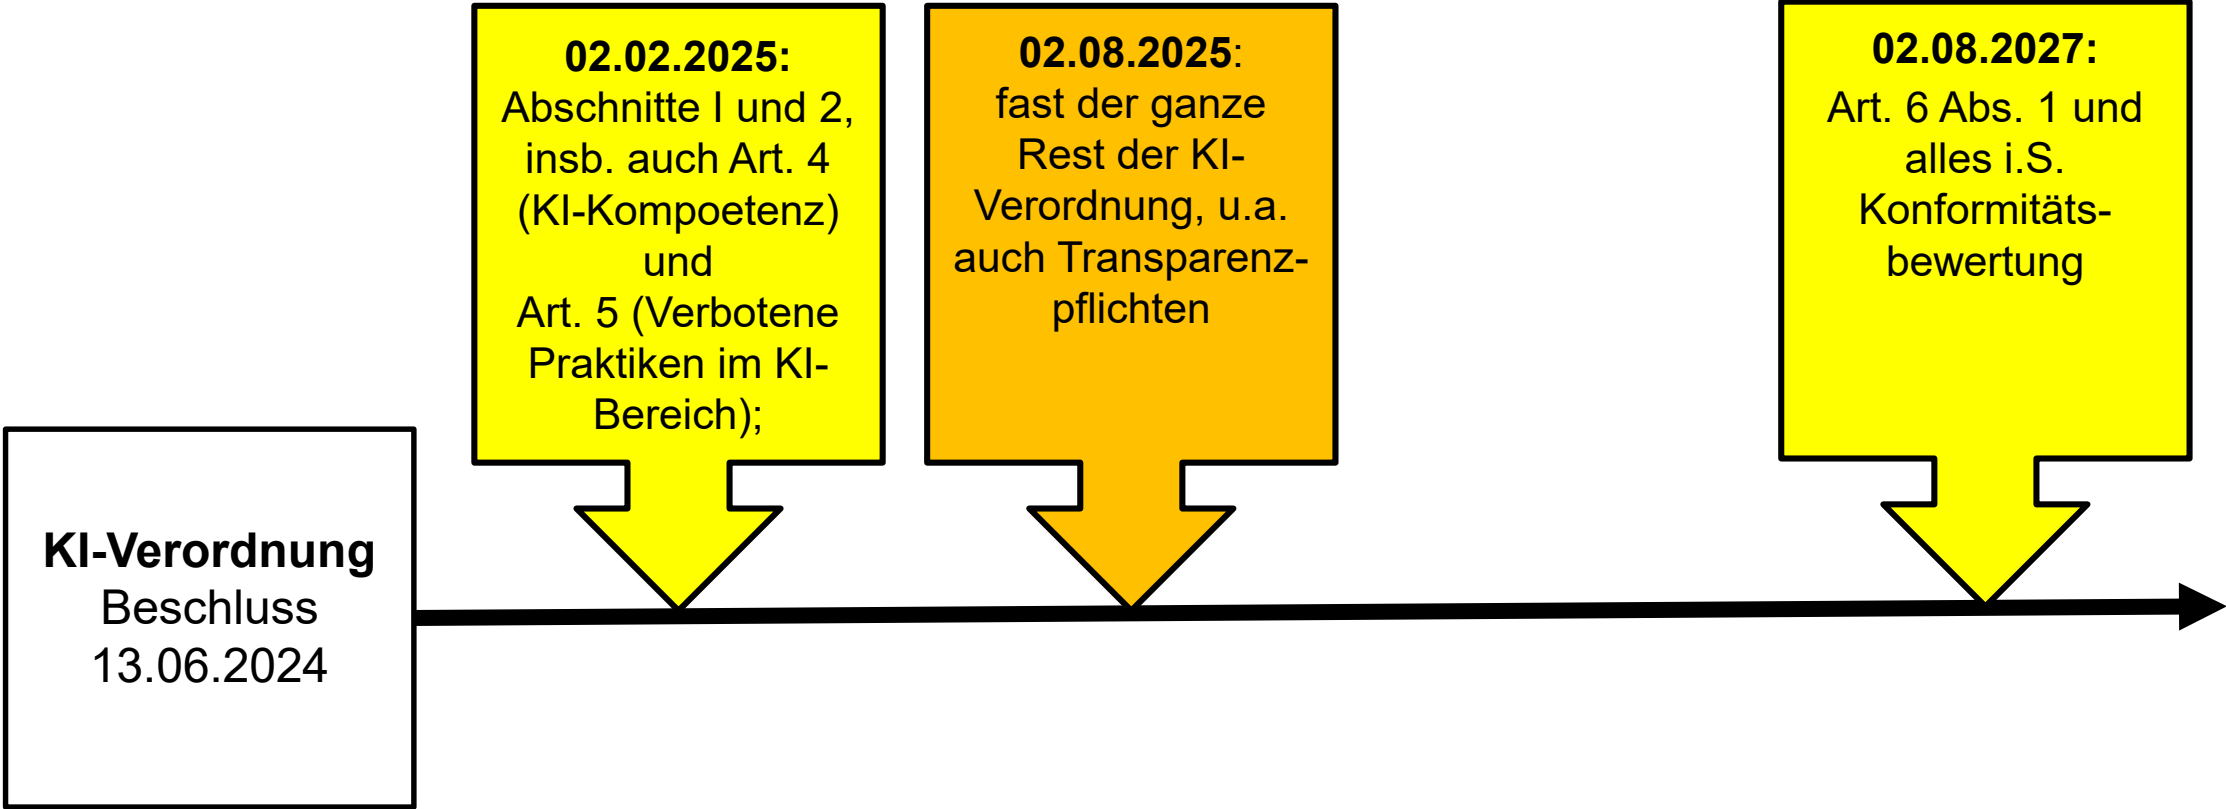 KI-Verordnung
Beschluss
13.06.2024
02.02.2025:
Abschnitte I und 2,
insb. auch Art. 4
(KI-Kompoetenz)
und
Art. 5 (Verbotene
Praktiken im KI-
Bereich);
02.08.2025:
fast der ganze
Rest der KI-
Verordnung, u.a.
auch Transparenz-
pflichten
02.08.2027:
Art. 6 Abs. 1 und
alles i.S.
Konformitäts-
bewertung